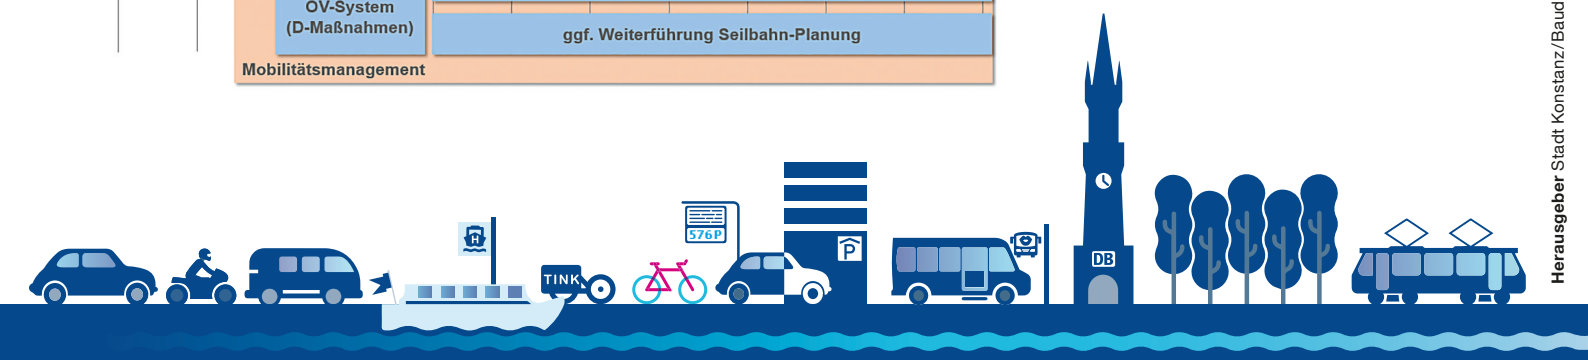 ÖV-System
(D-Maßnahmen)
ggf. Weiterführung Seilbahn-Planung
Mobilitätsmanagement
H
TINK
576P
P
DB
Herausgeber Stadt Konstanz/Baud